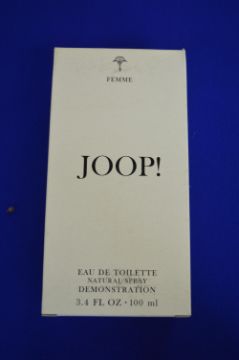 FEMME
JOOP!
EAU DE TOILETTE
NATURAL SPRAY
DEMONSTRATION
3.4 FL OZ • 100 ml